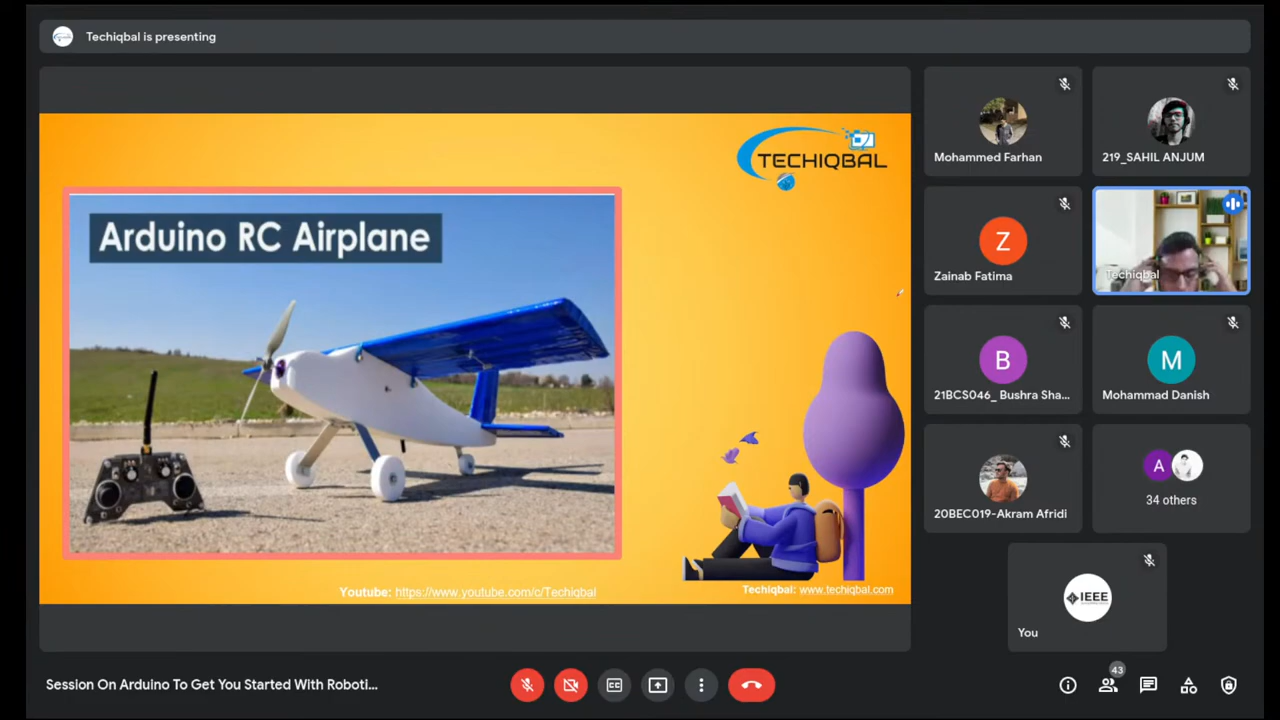 Techiqbal is presenting
TECHIQBAL
Arduino RC Airplane
Youtube: https://www.youtube.com/c/Techiqbal
Techiqbal: www.techiqbal.com
Mohammed Farhan
219_SAHIL ANJUM
Z
Zainab Fatima
Techiqbal
B
21BCS046_ Bushra Sha...
M
Mohammad Danish
20BEC019-Akram Afridi
A
34 others
IEEE
You
Session On Arduino To Get You Started With Roboti...
CC
43